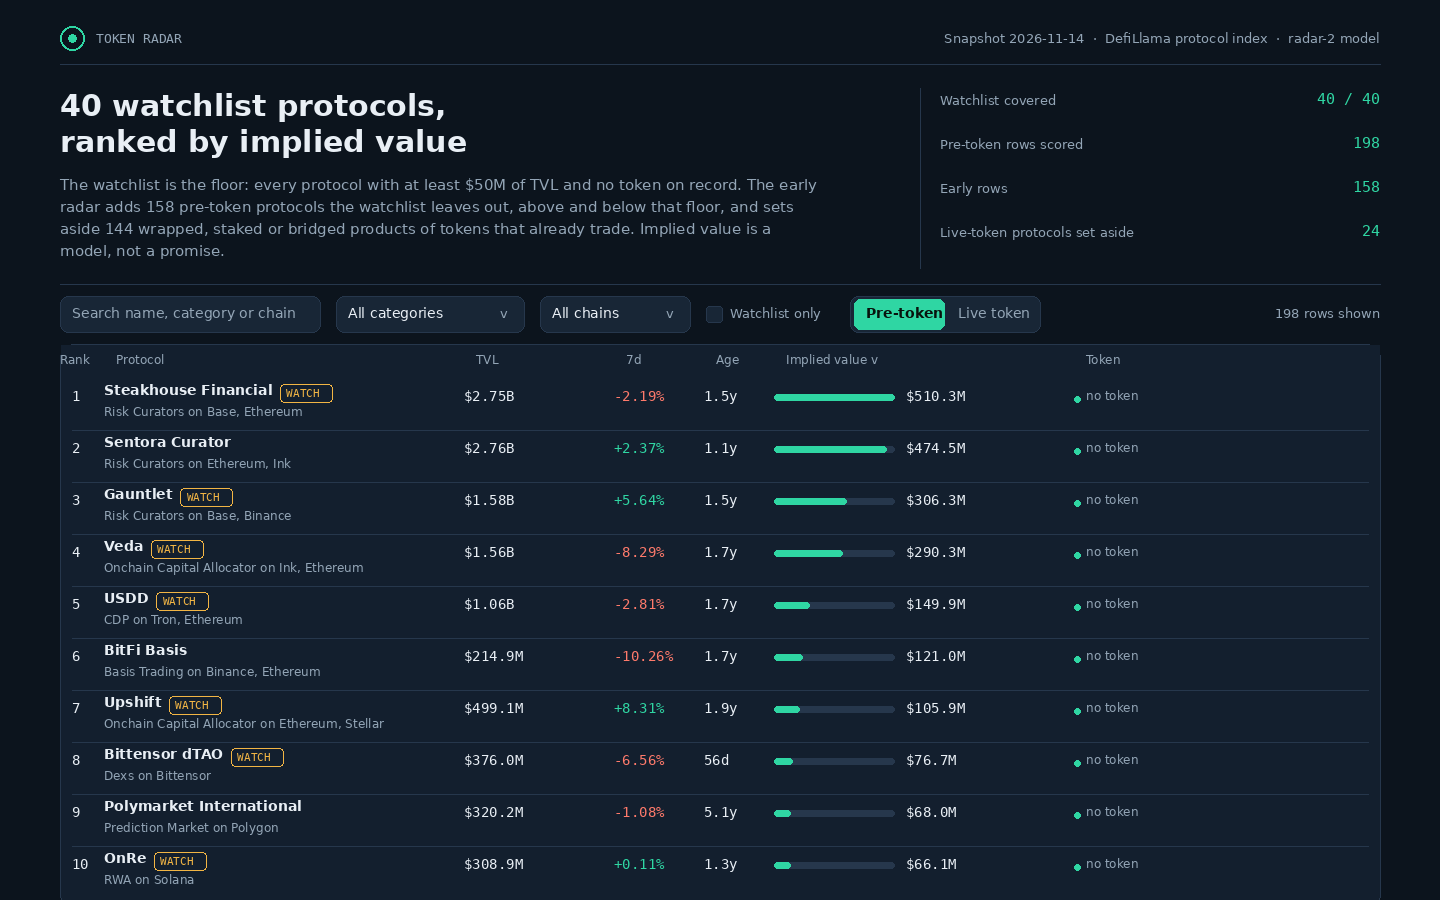 TOKEN RADAR
Snapshot 2026-11-14 · DefiLlama protocol index · radar-2 model
40 watchlist protocols,
ranked by implied value
The watchlist is the floor: every protocol with at least $50M of TVL and no token on record. The early
radar adds 158 pre-token protocols the watchlist leaves out, above and below that floor, and sets
aside 144 wrapped, staked or bridged products of tokens that already trade. Implied value is a
model, not a promise.
Watchlist covered 40 / 40
Pre-token rows scored 198
Early rows 158
Live-token protocols set aside 24
Search name, category or chain All categories v All chains v Watchlist only Pre-token Live token 198 rows shown
Rank Protocol TVL 7d Age Implied value v Token
1 Steakhouse Financial WATCH $2.75B -2.19% 1.5y $510.3M no token
Risk Curators on Base, Ethereum
2 Sentora Curator $2.76B +2.37% 1.1y $474.5M no token
Risk Curators on Ethereum, Ink
3 Gauntlet WATCH $1.58B +5.64% 1.5y $306.3M no token
Risk Curators on Base, Binance
4 Veda WATCH $1.56B -8.29% 1.7y $290.3M no token
Onchain Capital Allocator on Ink, Ethereum
5 USDD WATCH $1.06B -2.81% 1.7y $149.9M no token
CDP on Tron, Ethereum
6 BitFi Basis $214.9M -10.26% 1.7y $121.0M no token
Basis Trading on Binance, Ethereum
7 Upshift WATCH $499.1M +8.31% 1.9y $105.9M no token
Onchain Capital Allocator on Ethereum, Stellar
8 Bittensor dTAO WATCH $376.0M -6.56% 56d $76.7M no token
Dexs on Bittensor
9 Polymarket International $320.2M -1.08% 5.1y $68.0M no token
Prediction Market on Polygon
10 OnRe WATCH $308.9M +0.11% 1.3y $66.1M no token
RWA on Solana